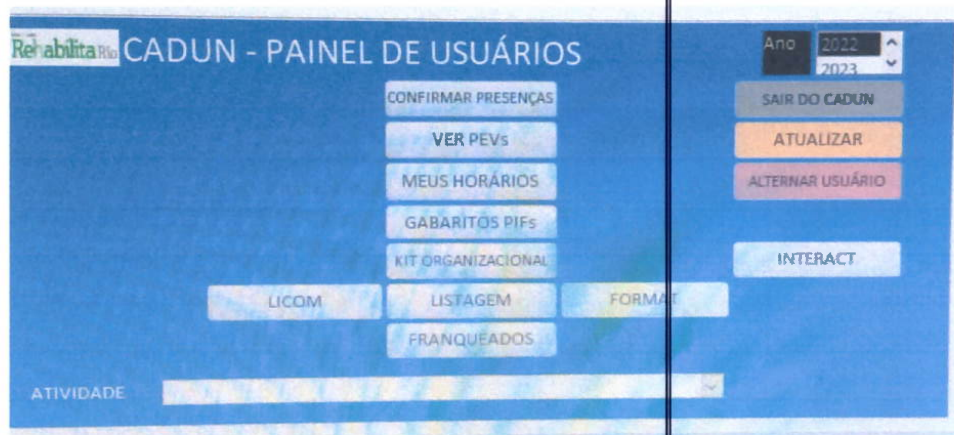 Rehabilita Rio CADUN - PAINEL DE USUÁRIOS
Ano 2022
2023
CONFIRMAR PRESENÇAS
SAIR DO CADUN
VER PEVs
ATUALIZAR
MEUS HORÁRIOS
ALTERNAR USUÁRIO
GABARITOS PIFs
KIT ORGANIZACIONAL
INTERACT
LICOM LISTAGEM FORMAT
FRANQUEADOS
ATIVIDADE